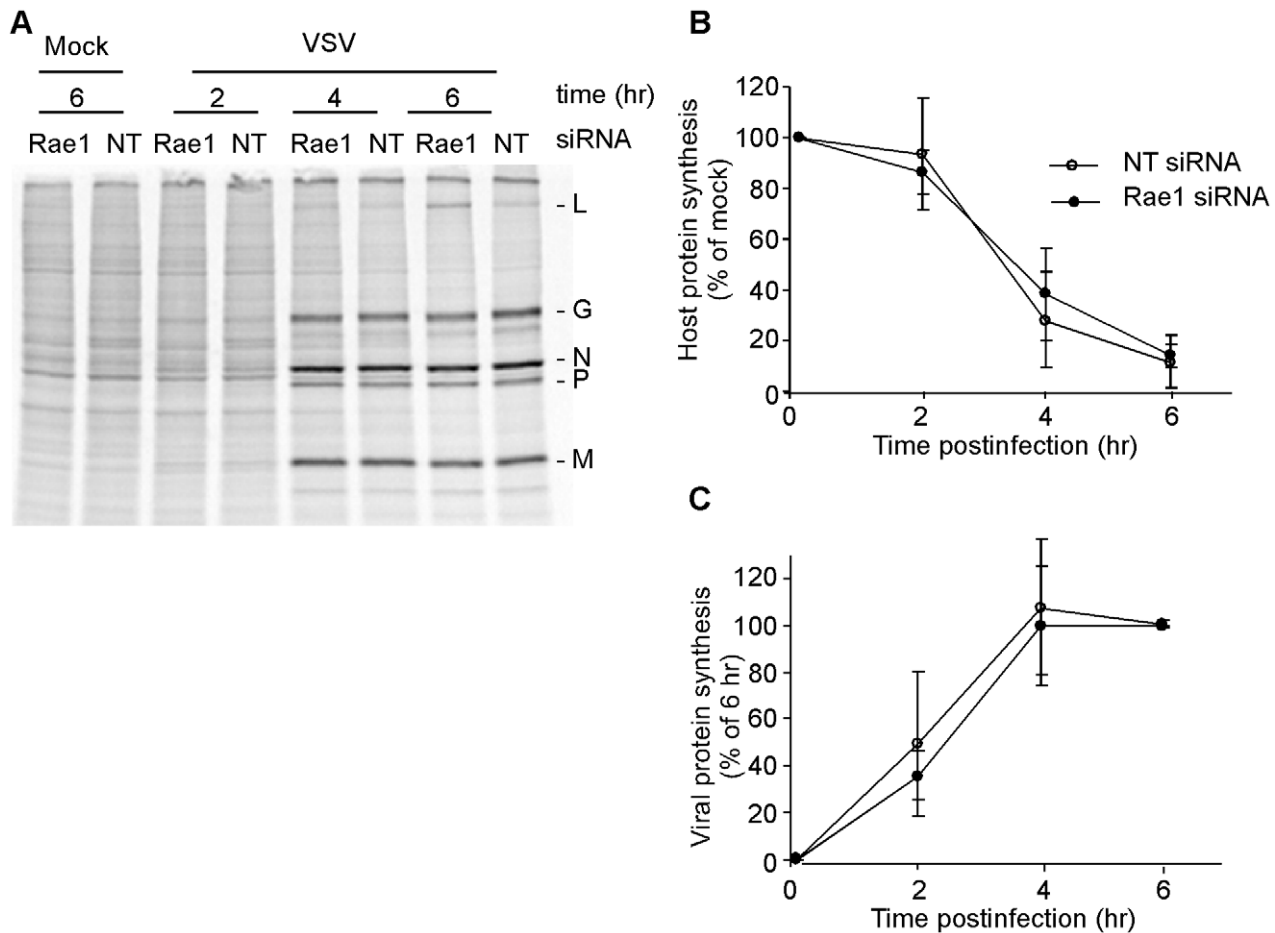 A
Mock
VSV
6
2
4
6
time (hr)
Rae1
NT
Rae1
NT
Rae1
NT
Rae1
NT
siRNA
- L
- G
- N
- P
- M
B
120
100
80
60
40
20
0
Host protein synthesis
(% of mock)
NT siRNA
Rae1 siRNA
0
2
4
6
Time postinfection (hr)
C
120
100
80
60
40
20
0
Viral protein synthesis
(% of 6 hr)
0
2
4
6
Time postinfection (hr)